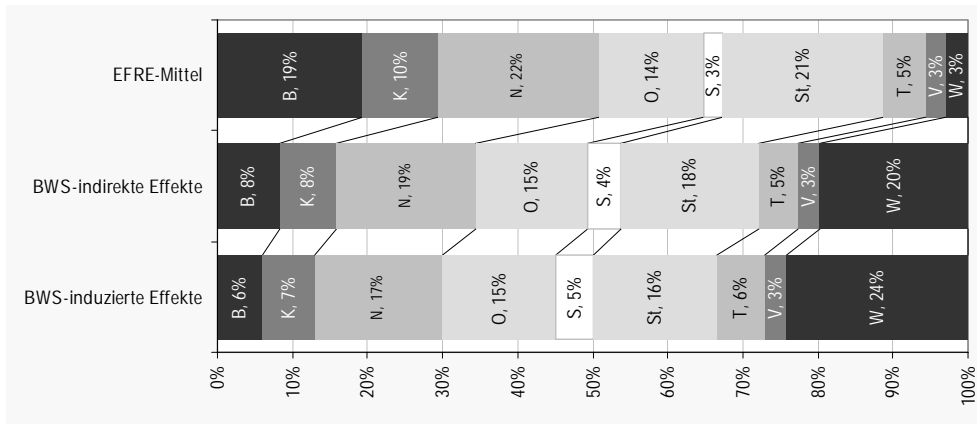 EFRE-Mittel
B, 19%
K, 10%
N, 22%
O, 14%
S, 3%
St, 21%
T, 5%
V, 3%
W, 3%
BWS-indirekte Effekte
B, 8%
K, 8%
N, 19%
O, 15%
S, 4%
St, 18%
T, 5%
V, 3%
W, 20%
BWS-induzierte Effekte
B, 6%
K, 7%
N, 17%
O, 15%
S, 5%
St, 16%
T, 6%
V, 3%
W, 24%
0%
10%
20%
30%
40%
50%
60%
70%
80%
90%
100%